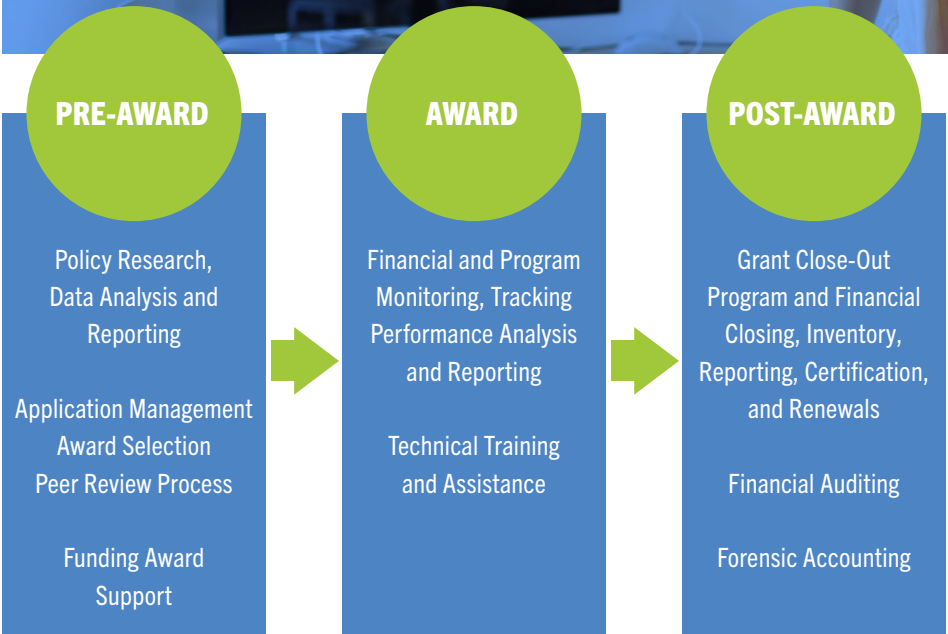 PRE-AWARD
Policy Research,
Data Analysis and
Reporting
Application Management
Award Selection
Peer Review Process
Funding Award
Support
AWARD
Financial and Program
Monitoring, Tracking
Performance Analysis
and Reporting
Technical Training
and Assistance
POST-AWARD
Grant Close-Out
Program and Financial
Closing, Inventory,
Reporting, Certification,
and Renewals
Financial Auditing
Forensic Accounting